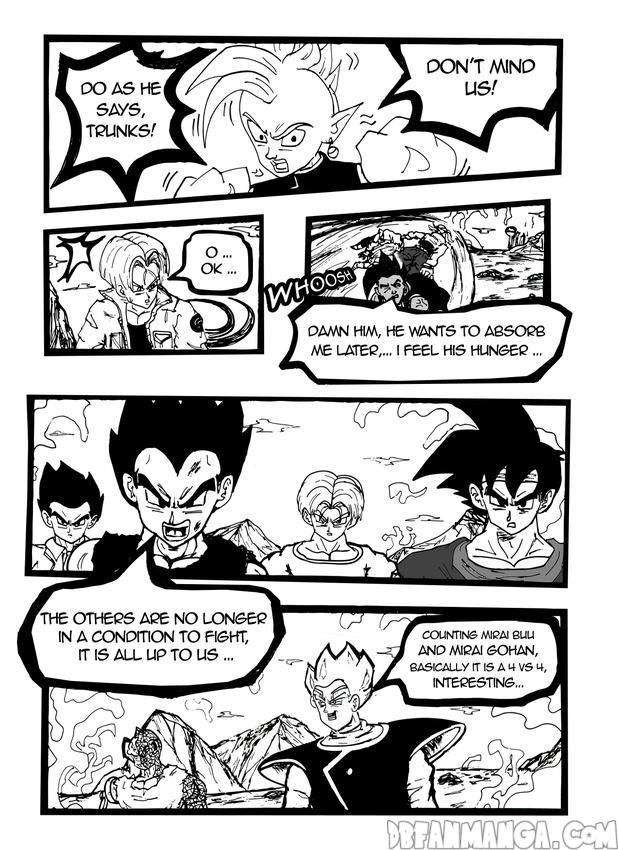 DO AS HE
SAYS,
TRUNKS!
DON'T MIND
US!
O ...
OK ...
WHOOSH
DAMN HIM, HE WANTS TO ABSORB
ME LATER,... I FEEL HIS HUNGER ...
THE OTHERS ARE NO LONGER
IN A CONDITION TO FIGHT,
IT IS ALL UP TO US ...
COUNTING MIRAI BUU
AND MIRAI GOHAN,
BASICALLY IT IS A 4 VS 4,
INTERESTING...
DBFANMANGA.COM